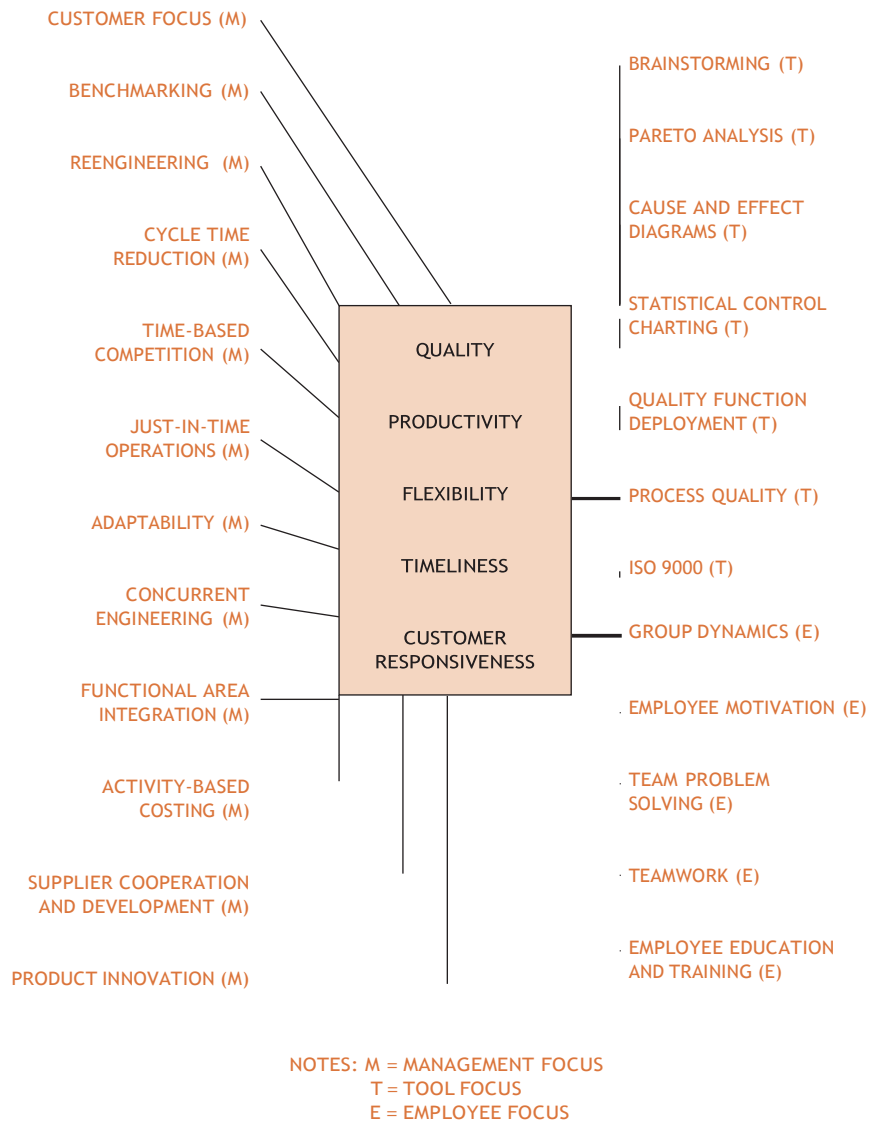 CUSTOMER FOCUS (M)
BENCHMARKING (M)
REENGINEERING (M)
CYCLE TIME
REDUCTION (M)
TIME-BASED
COMPETITION (M)
JUST-IN-TIME
OPERATIONS (M)
ADAPTABILITY (M)
CONCURRENT
ENGINEERING (M)
FUNCTIONAL AREA
INTEGRATION (M)
ACTIVITY-BASED
COSTING (M)
SUPPLIER COOPERATION
AND DEVELOPMENT (M)
PRODUCT INNOVATION (M)
QUALITY
PRODUCTIVITY
FLEXIBILITY
TIMELINESS
CUSTOMER
RESPONSIVENESS
BRAINSTORMING (T)
PARETO ANALYSIS (T)
CAUSE AND EFFECT
DIAGRAMS (T)
STATISTICAL CONTROL
CHARTING (T)
QUALITY FUNCTION
DEPLOYMENT (T)
PROCESS QUALITY (T)
ISO 9000 (T)
GROUP DYNAMICS (E)
EMPLOYEE MOTIVATION (E)
TEAM PROBLEM
SOLVING (E)
TEAMWORK (E)
EMPLOYEE EDUCATION
AND TRAINING (E)
NOTES: M = MANAGEMENT FOCUS
T = TOOL FOCUS
E = EMPLOYEE FOCUS